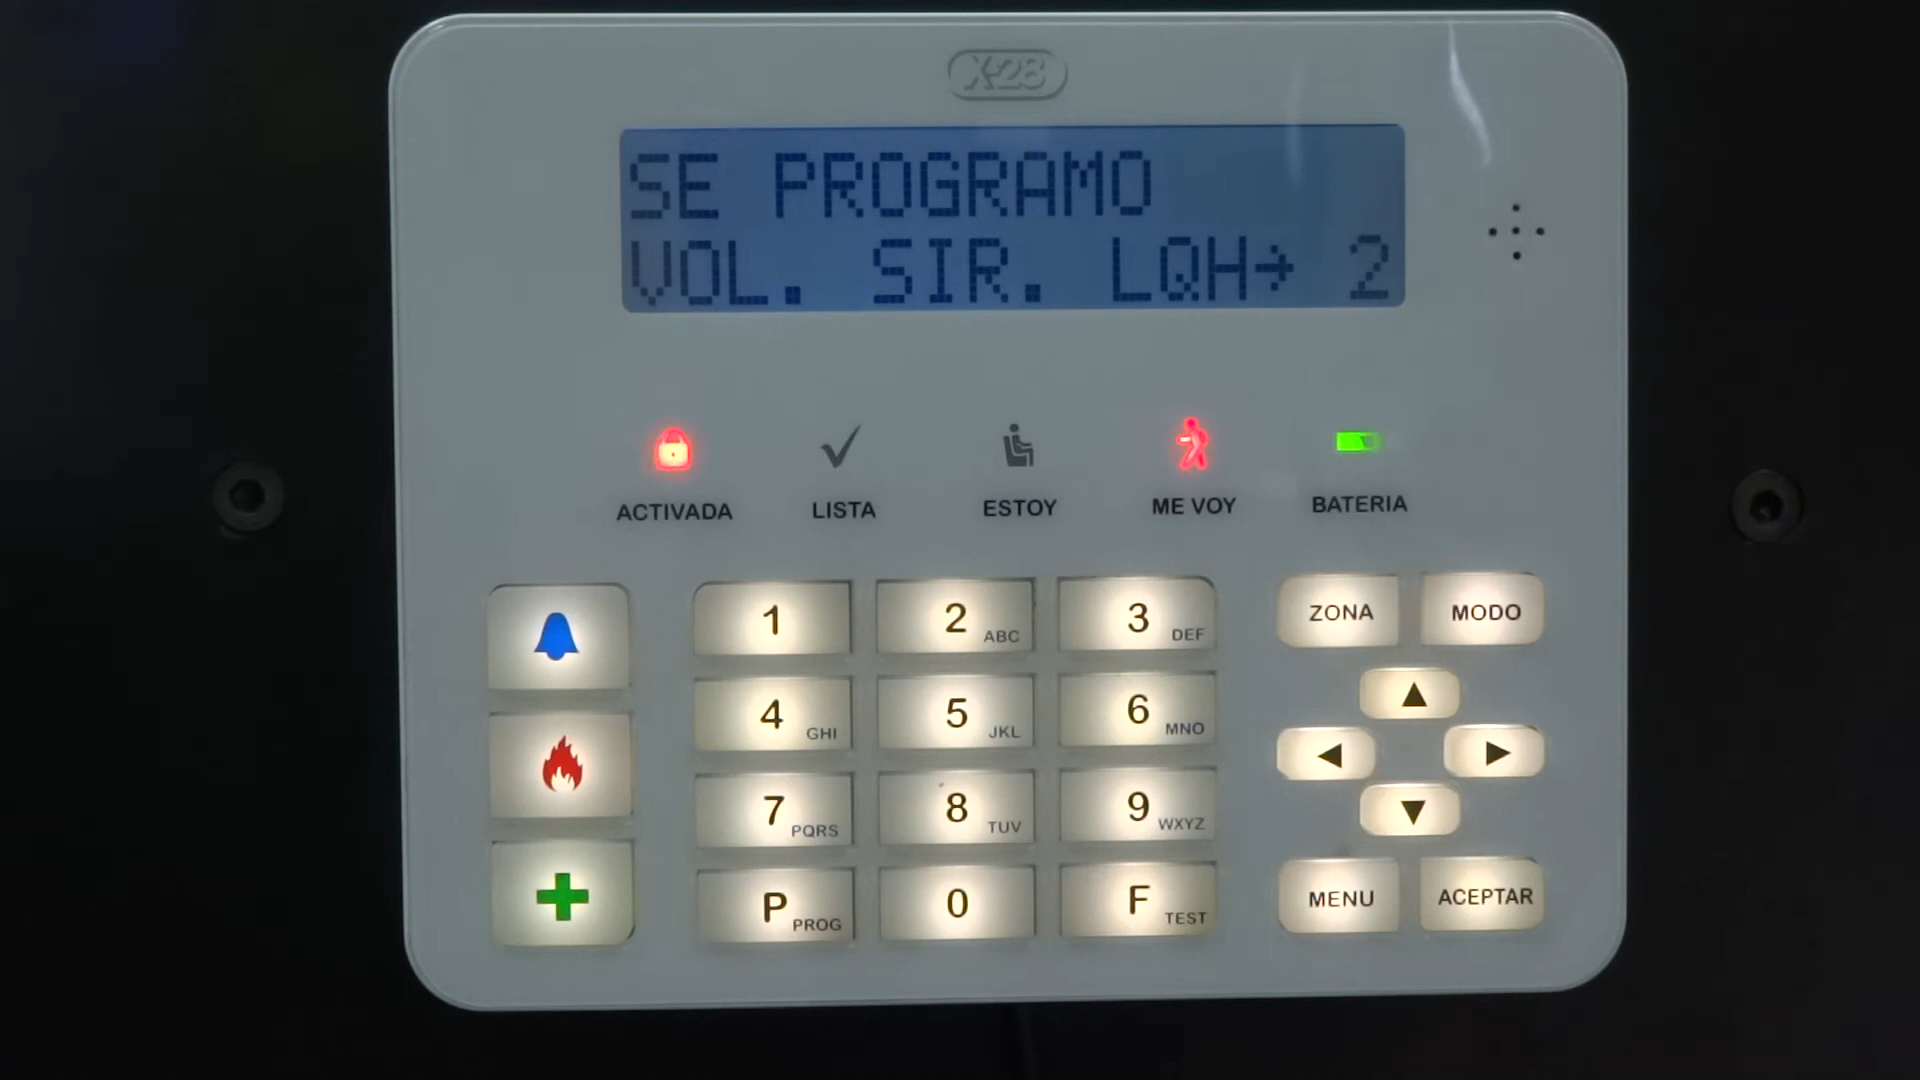 X-28
SE PROGRAMO
VOL. SIR. LQH→ 2
ACTIVADA LISTA ESTOY ME VOY BATERIA
1 2 ABC 3 DEF ZONA MODO
4 GHI 5 JKL 6 MNO
7 PQRS 8 TUV 9 WXYZ
P PROG 0 F TEST MENU ACEPTAR